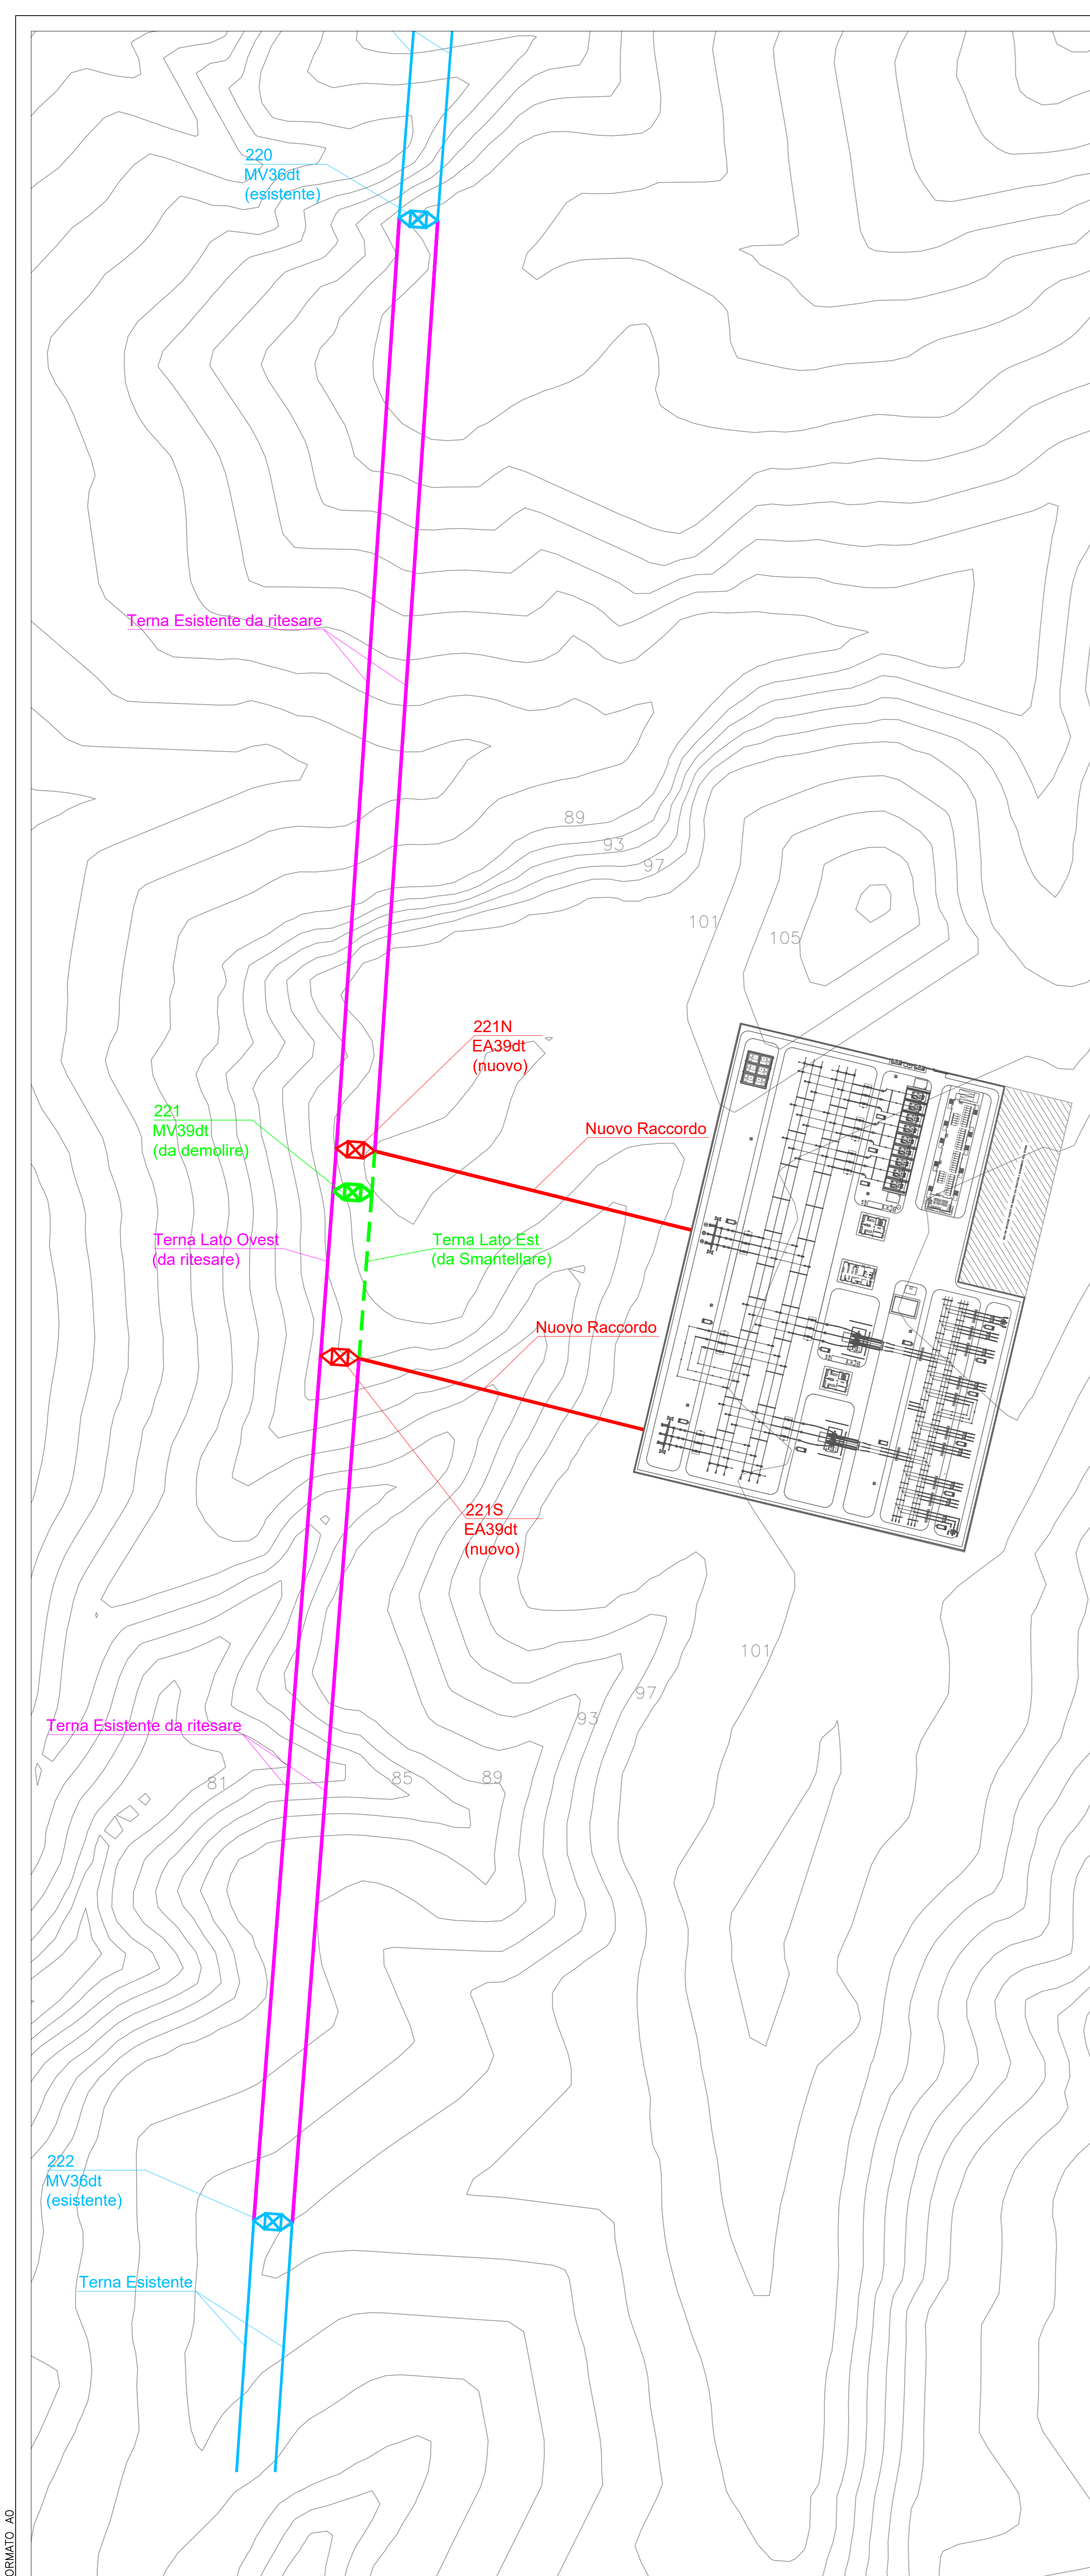 220
MV36dt
(esistente)
Terna Esistente da ritesare
89
93
97
101
105
221N
EA39dt
(nuovo)
221
MV39dt
(da demolire)
Nuovo Raccordo
Terna Lato Ovest
(da ritesare)
Terna Lato Est
(da Smantellare)
Nuovo Raccordo
221S
EA39dt
(nuovo)
101
97
93
Terna Esistente da ritesare
81
85
89
222
MV36dt
(esistente)
Terna Esistente
ORMATO A0